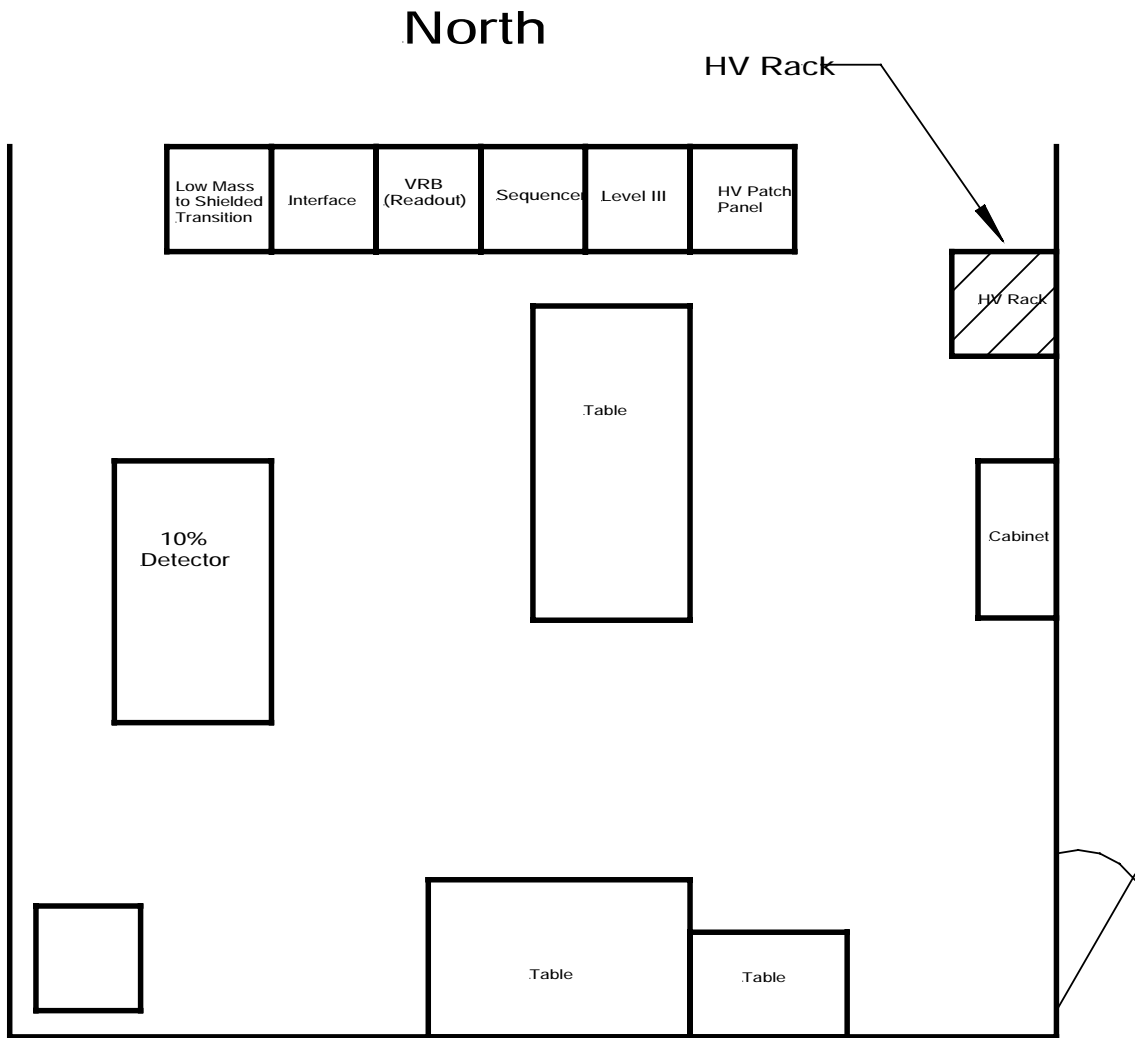 North
HV Rack
Low Mass
to Shielded
Transition
Interface
VRB
(Readout)
Sequencer
Level III
HV Patch
Panel
HV Rack
Table
10%
Detector
Cabinet
Table
Table